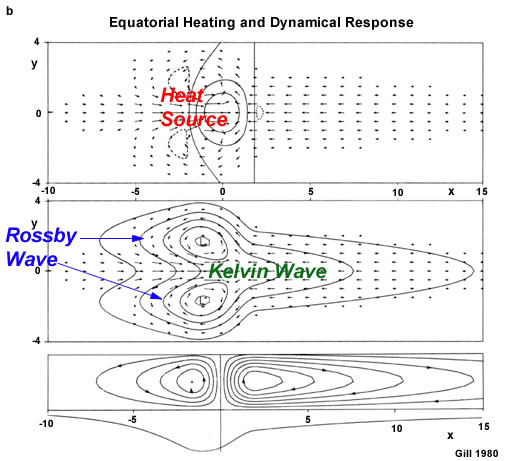 b
Equatorial Heating and Dynamical Response
4
y
Heat
0
Source
-4
-10 -5 0 5 10 x 15
y
Rossby
Wave
0
Kelvin Wave
-4
-10 -5 5 10 15
x
Gill 1980